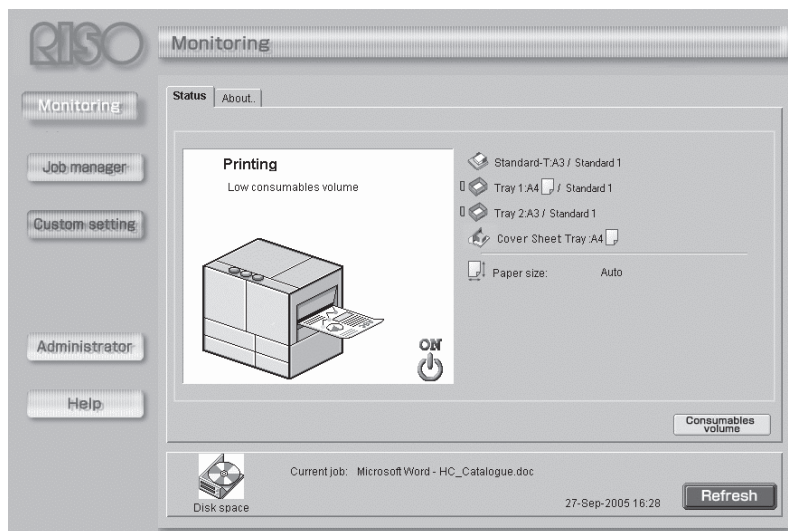 RISO
Monitoring
Monitoring
Job manager
Custom setting
Administrator
Help
Status
About..
Printing
Low consumables volume
ON
Standard-T:A3 / Standard 1
Tray 1:A4 / Standard 1
Tray 2:A3 / Standard 1
Cover Sheet Tray :A4
Paper size: Auto
Consumables volume
Disk space
Current job: Microsoft Word - HC_Catalogue.doc
27-Sep-2005 16:28
Refresh